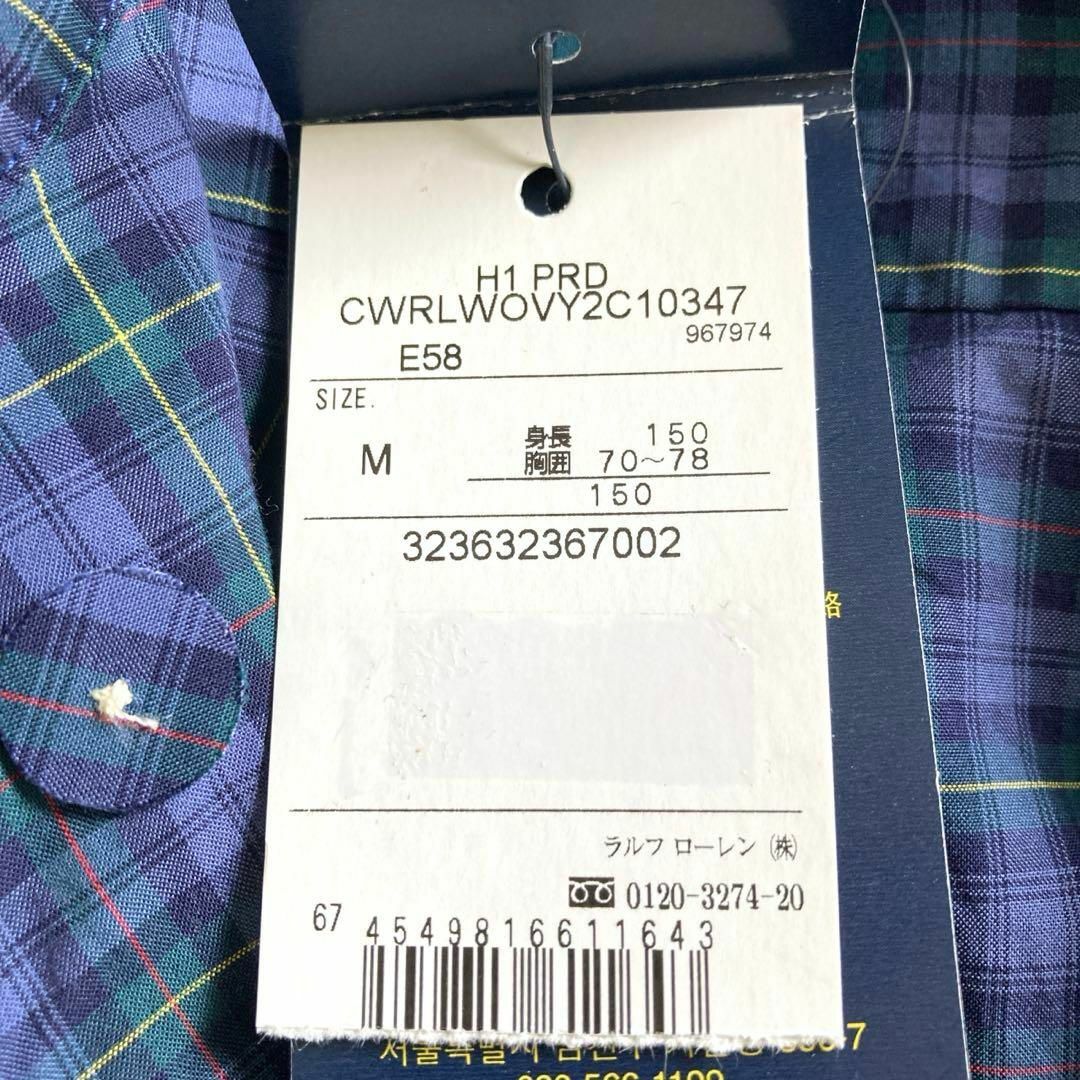 H1 PRD
CWRLWOVY2C10347
967974
E58
SIZE.
M
身長 150
胸囲 70~78
150
323632367002
格
ラルフ ローレン (株)
0120-3274-20
67
4549816611643